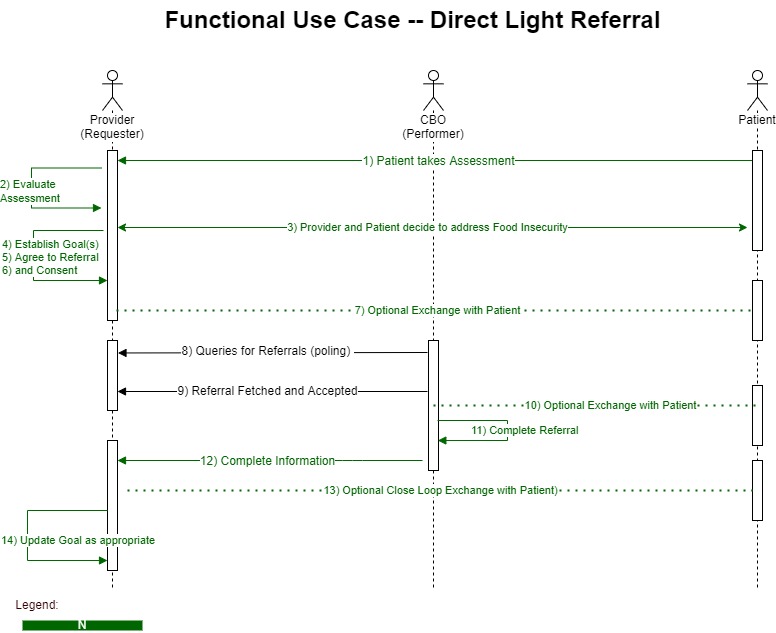 Functional Use Case -- Direct Light Referral
Provider
(Requester)
CBO
(Performer)
Patient
1) Patient takes Assessment
2) Evaluate
Assessment
3) Provider and Patient decide to address Food Insecurity
4) Establish Goal(s)
5) Agree to Referral
6) and Consent
7) Optional Exchange with Patient
8) Queries for Referrals (poling)
9) Referral Fetched and Accepted
10) Optional Exchange with Patient
11) Complete Referral
12) Complete Information
13) Optional Close Loop Exchange with Patient)
14) Update Goal as appropriate
Legend:
N